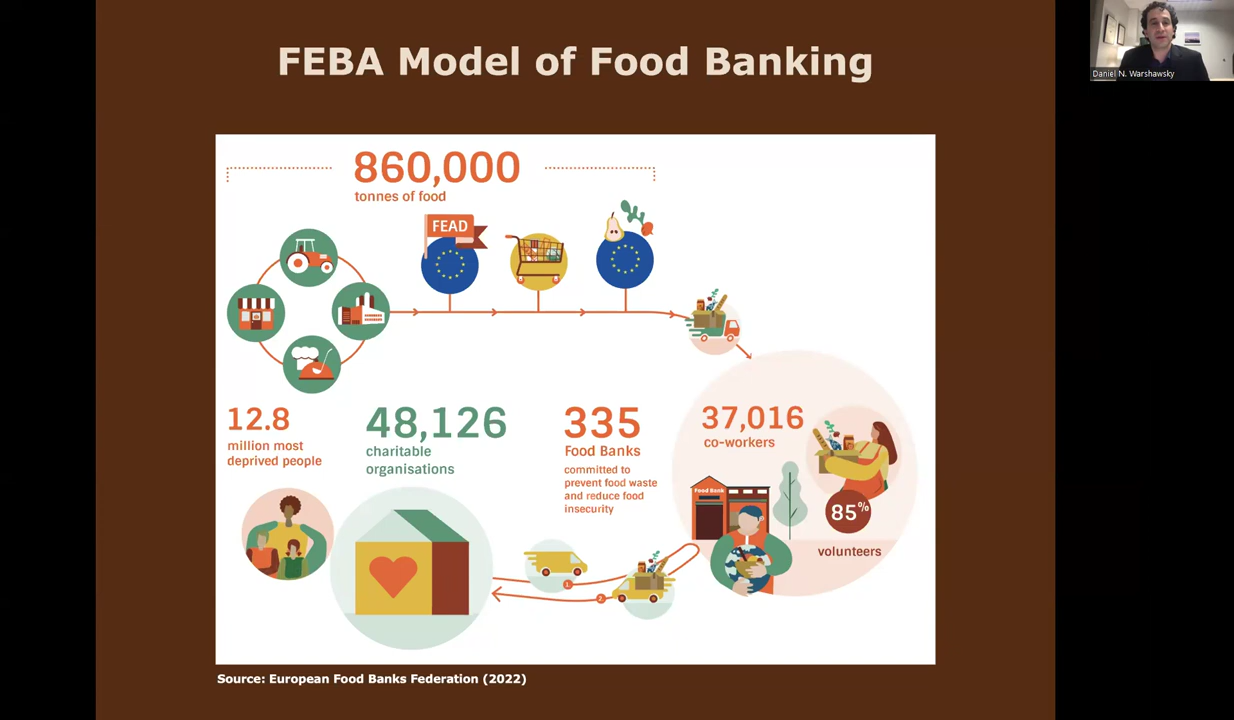 FEBA Model of Food Banking
Daniel N. Warshawsky
860,000
tonnes of food
FEAD
12.8
million most
deprived people
48,126
charitable
organisations
335
Food Banks
committed to
prevent food waste
and reduce food
insecurity
37,016
co-workers
Food Bank
85%
volunteers
1
2
Source: European Food Banks Federation (2022)